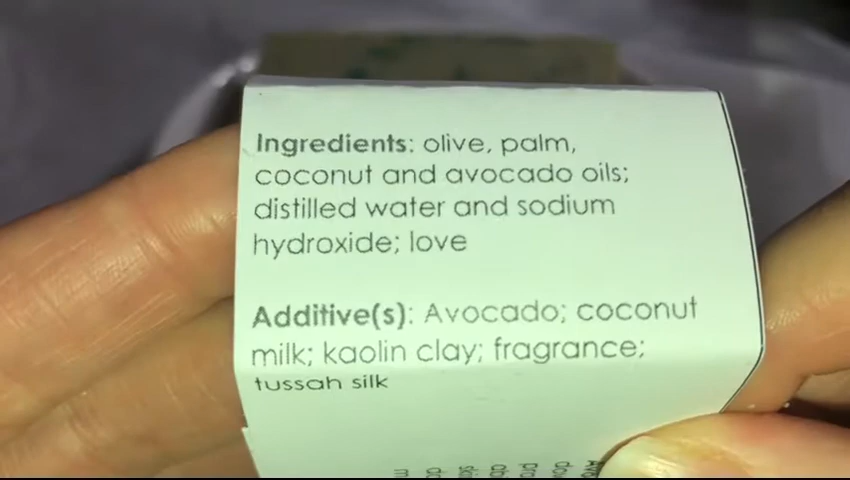 Ingredients: olive, palm,
coconut and avocado oils;
distilled water and sodium
hydroxide; love
Additive(s): Avocado; coconut
milk; kaolin clay; fragrance;
tussah silk